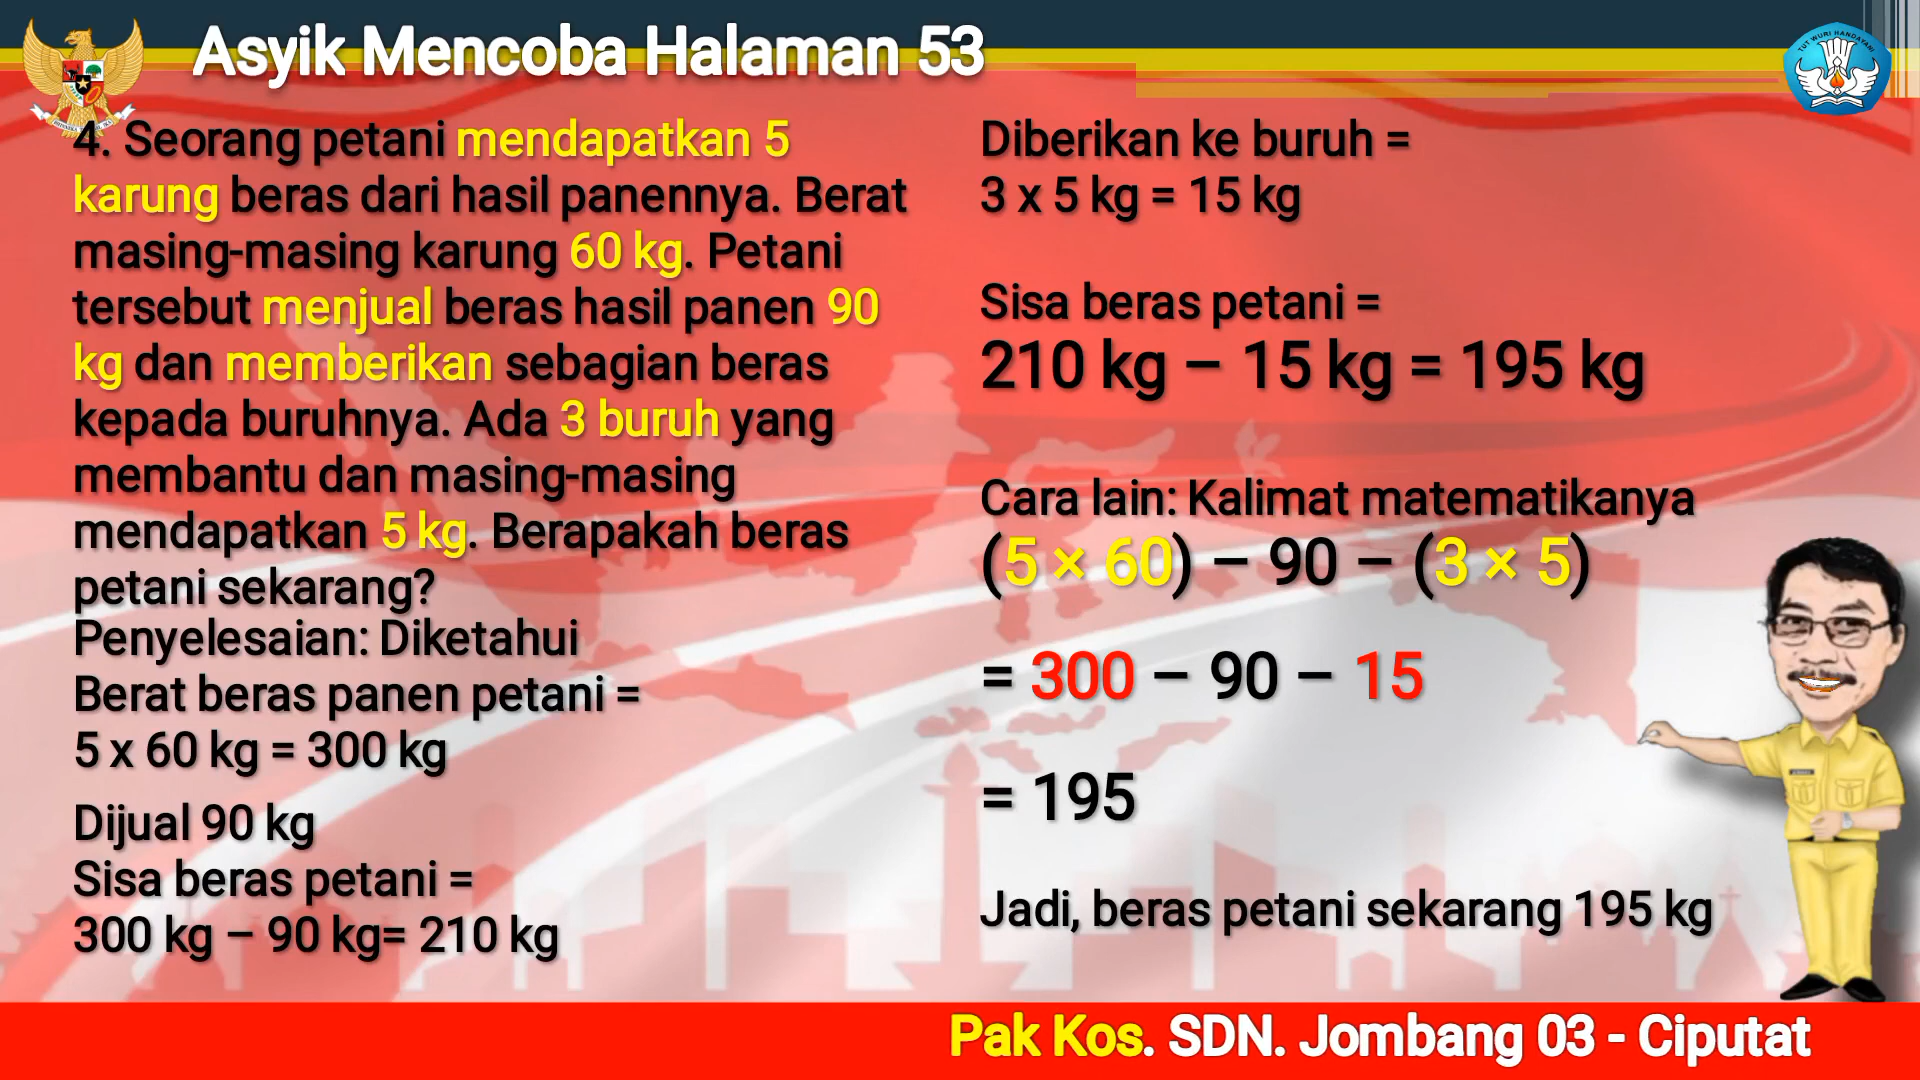 Asyik Mencoba Halaman 53
TUT WURI HANDAYANI
4. Seorang petani mendapatkan 5
karung beras dari hasil panennya. Berat
masing-masing karung 60 kg. Petani
tersebut menjual beras hasil panen 90
kg dan memberikan sebagian beras
kepada buruhnya. Ada 3 buruh yang
membantu dan masing-masing
mendapatkan 5 kg. Berapakah beras
petani sekarang?
Penyelesaian: Diketahui
Berat beras panen petani =
5 x 60 kg = 300 kg
Dijual 90 kg
Sisa beras petani =
300 kg – 90 kg= 210 kg
Diberikan ke buruh =
3 x 5 kg = 15 kg
Sisa beras petani =
210 kg – 15 kg = 195 kg
Cara lain: Kalimat matematikanya
(5 × 60) – 90 – (3 × 5)
= 300 – 90 – 15
= 195
Jadi, beras petani sekarang 195 kg
Pak Kos. SDN. Jombang 03 - Ciputat